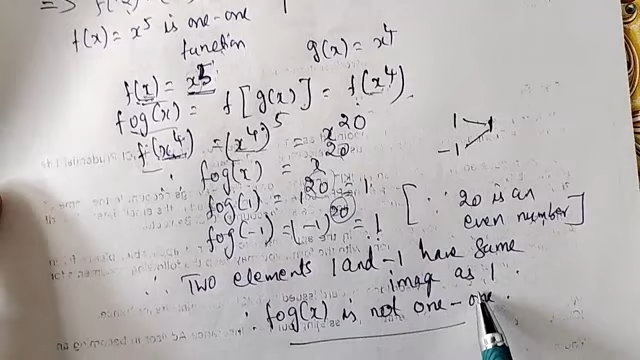 f(x) = x⁵ is one-one
function
g(x) = x⁴
f(x) = x⁵
fog(x) = f[g(x)] = f(x⁴)
f(x⁴) = (x⁴)⁵ = x²⁰
∴ fog(x) = x²⁰
fog(1) = 1²⁰ = 1
fog(-1) = (-1)²⁰ = 1
[∵ 20 is an
even number]
1
-1
1
∴ Two elements 1 and -1 have same
imag as 1.
∴ fog(x) is not one-one.